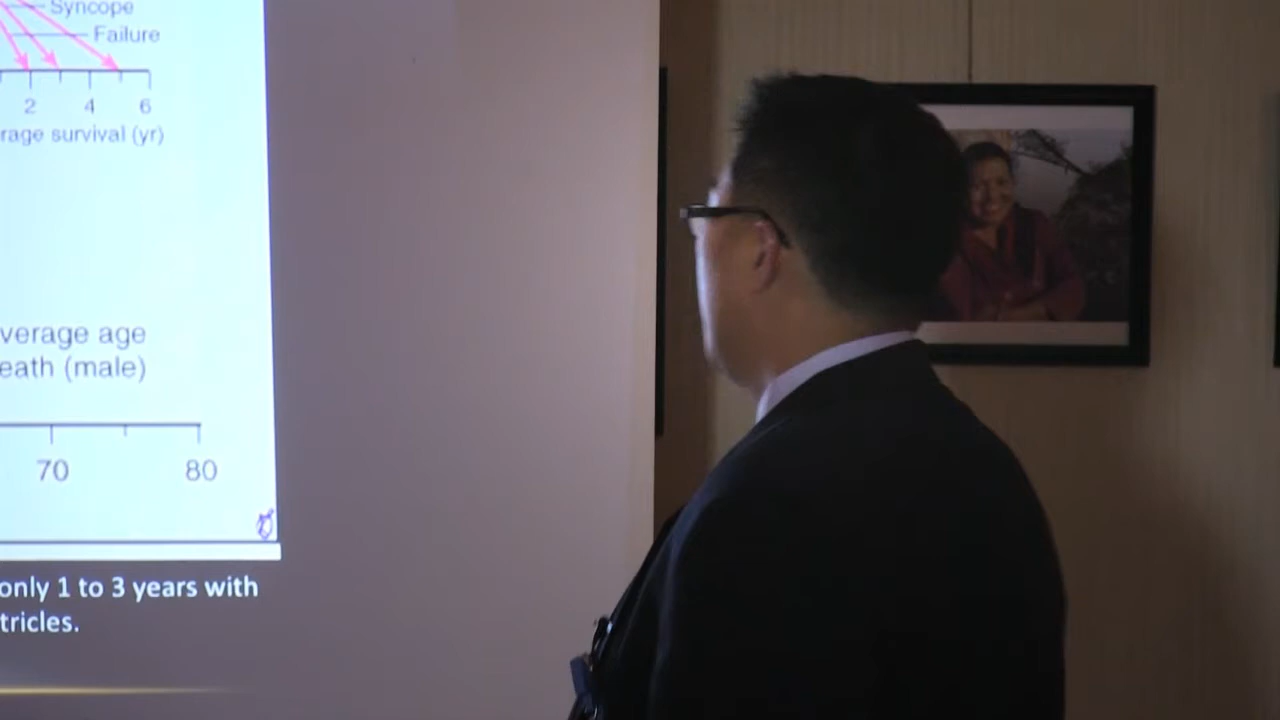 Syncope
Failure
2 4 6
rage survival (yr)
verage age
eath (male)
70 80
only 1 to 3 years with
tricles.